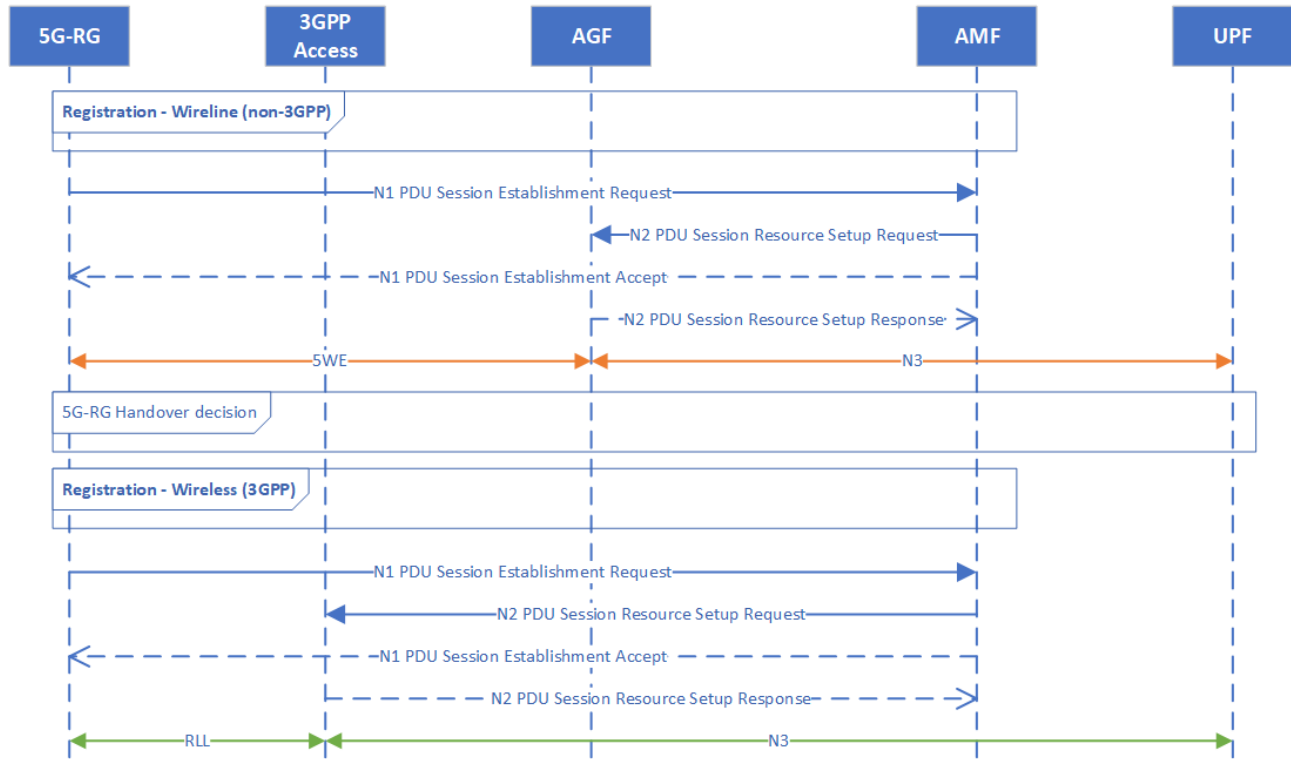 5G-RG
3GPP
Access
AGF
AMF
UPF
Registration - Wireline (non-3GPP)
N1 PDU Session Establishment Request
N2 PDU Session Resource Setup Request
N1 PDU Session Establishment Accept
N2 PDU Session Resource Setup Response
5WE
N3
5G-RG Handover decision
Registration - Wireless (3GPP)
N1 PDU Session Establishment Request
N2 PDU Session Resource Setup Request
N1 PDU Session Establishment Accept
N2 PDU Session Resource Setup Response
RLL
N3